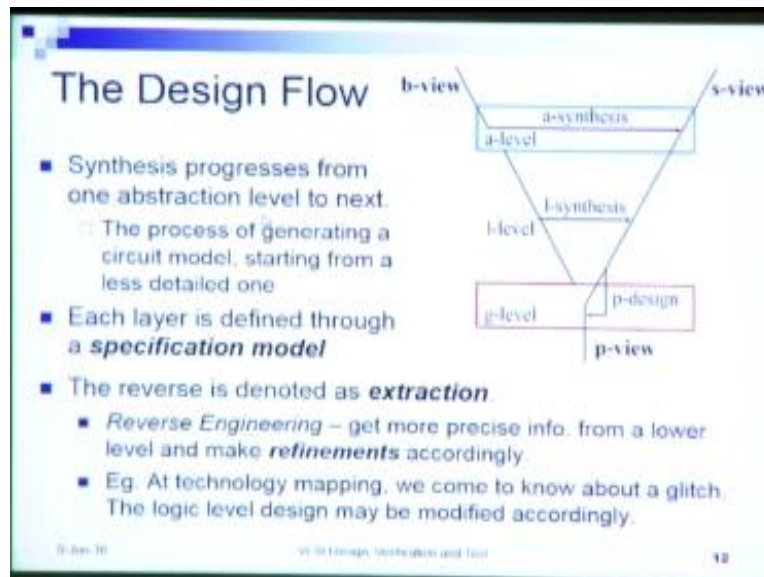 The Design Flow
b-view
s-view
a-synthesis
a-level
l-synthesis
l-level
p-design
g-level
p-view
Synthesis progresses from
one abstraction level to next.
The process of generating a
circuit model, starting from a
less detailed one
Each layer is defined through
a specification model
The reverse is denoted as extraction.
Reverse Engineering – get more precise info. from a lower
level and make refinements accordingly.
Eg. At technology mapping, we come to know about a glitch.
The logic level design may be modified accordingly.
Design, Verification and Test
12